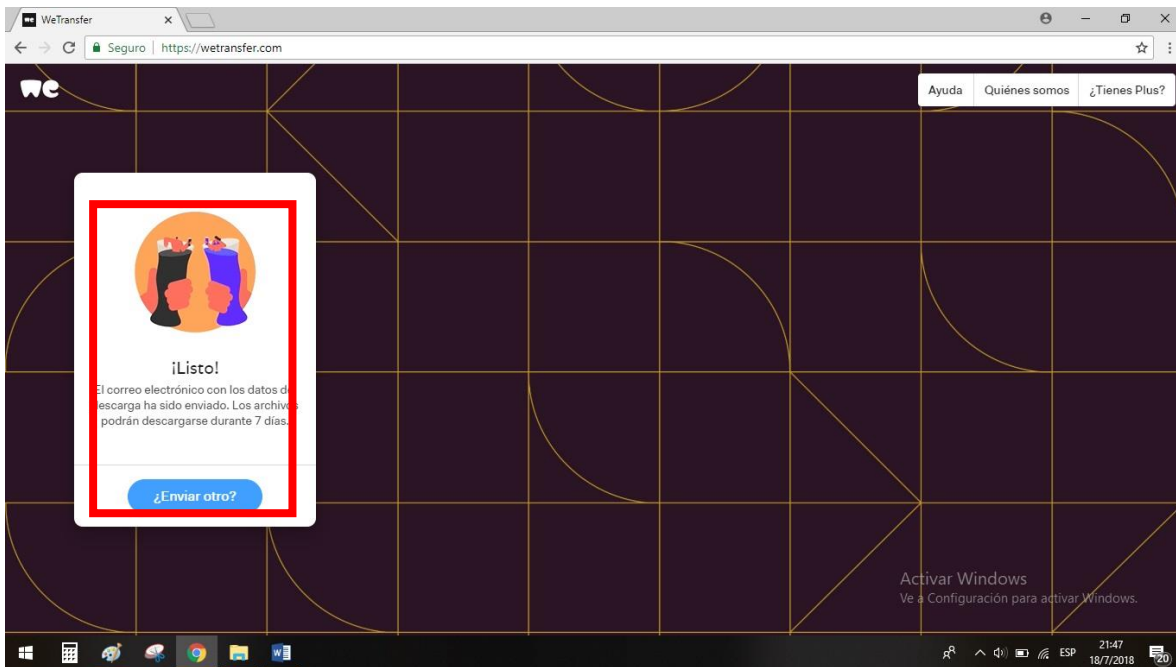 we WeTransfer
Seguro | https://wetransfer.com
we
Ayuda Quiénes somos ¿Tienes Plus?
¡Listo!
El correo electrónico con los datos de
descarga ha sido enviado. Los archivos
podrán descargarse durante 7 días.
¿Enviar otro?
Activar Windows
Ve a Configuración para activar Windows.
ESP
21:47
18/7/2018
20